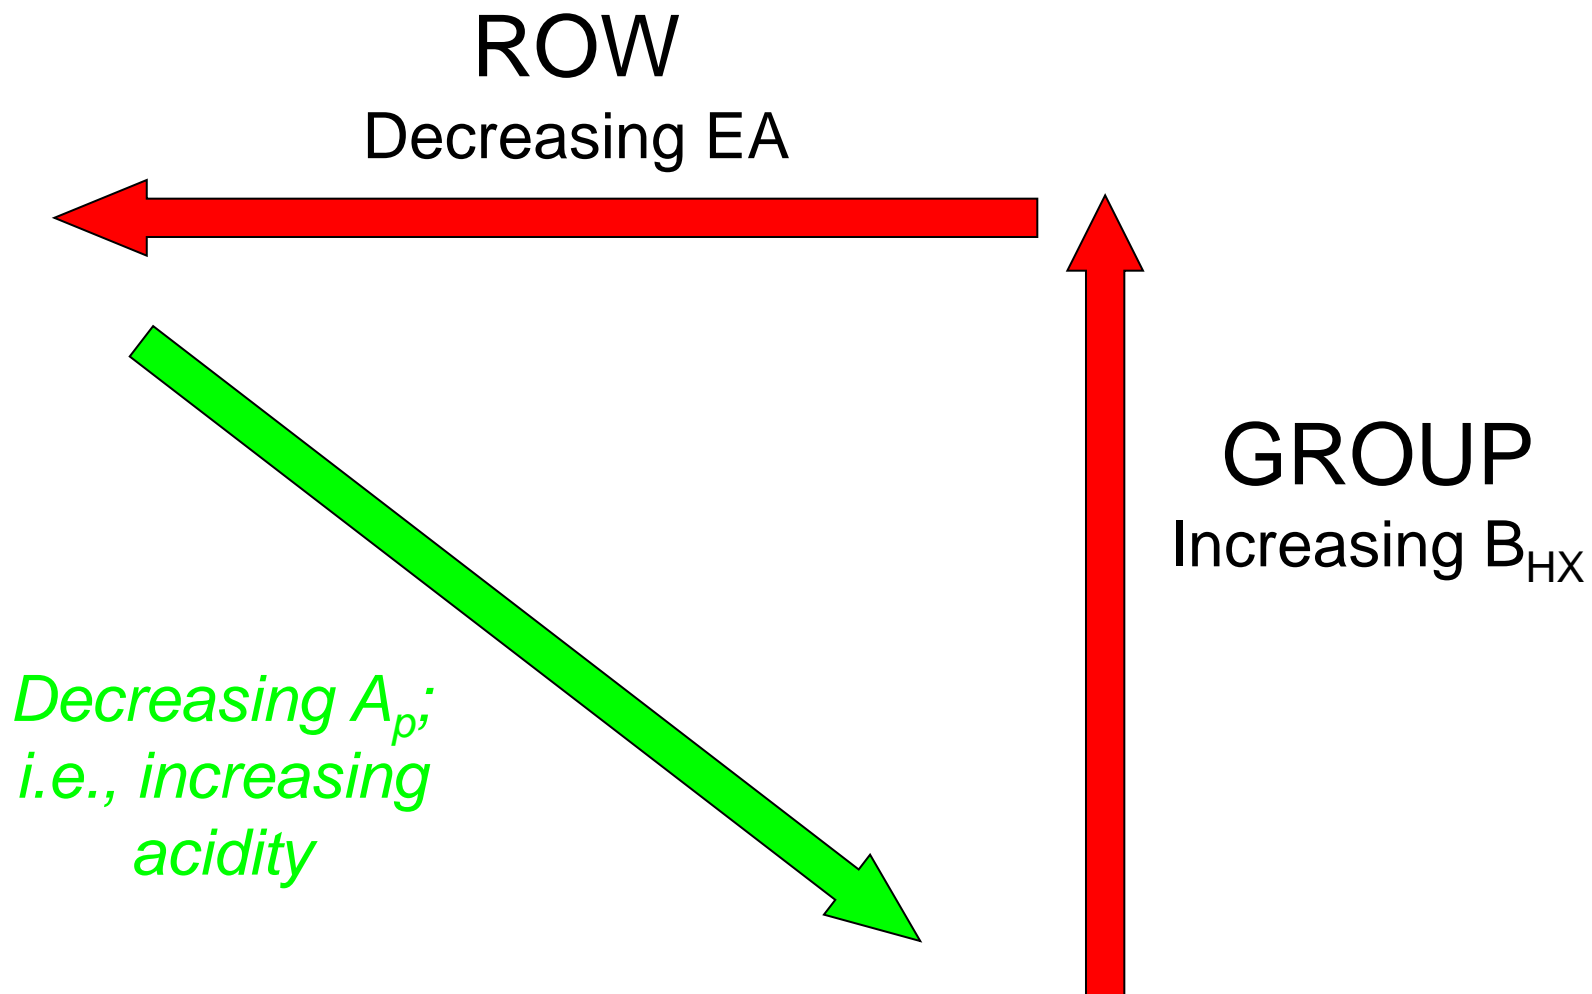 ROW
Decreasing EA
GROUP
Increasing B_HX
Decreasing A_p;
i.e., increasing
acidity